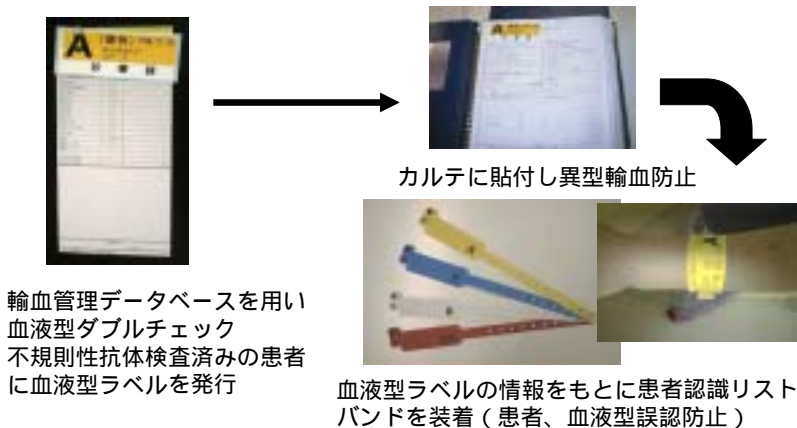 A
カルテに貼付し異型輸血防止
輸血管理データベースを用い
血液型ダブルチェック
不規則性抗体検査済みの患者
に血液型ラベルを発行
血液型ラベルの情報をもとに患者認識リスト
バンドを装着(患者、血液型誤認防止)